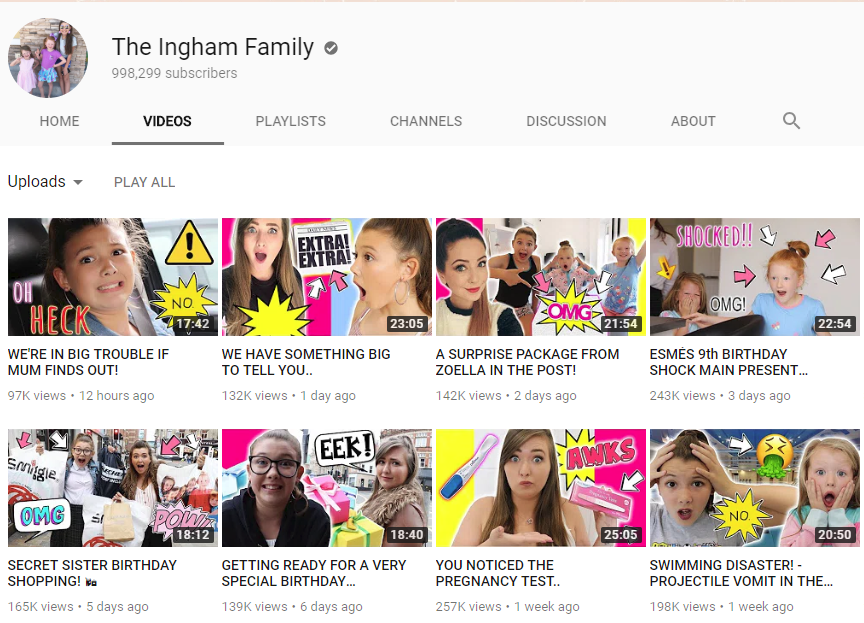 The Ingham Family
998,299 subscribers
HOME VIDEOS PLAYLISTS CHANNELS DISCUSSION ABOUT
Uploads PLAY ALL
OH
HECK
NO.
17:42
DAILY NEWS
EXTRA!
EXTRA!
23:05
OMG
21:54
SHOCKED!!
OMG!
22:54
WE'RE IN BIG TROUBLE IF
MUM FINDS OUT!
97K views • 12 hours ago
WE HAVE SOMETHING BIG
TO TELL YOU..
132K views • 1 day ago
A SURPRISE PACKAGE FROM
ZOELLA IN THE POST!
142K views • 2 days ago
ESMÉS 9th BIRTHDAY
SHOCK MAIN PRESENT...
243K views • 3 days ago
Smiggle
OMG
POW
18:12
EEK!
18:40
AWKS
25:05
NO.
20:50
SECRET SISTER BIRTHDAY
SHOPPING!
165K views • 5 days ago
GETTING READY FOR A VERY
SPECIAL BIRTHDAY...
139K views • 6 days ago
YOU NOTICED THE
PREGNANCY TEST..
257K views • 1 week ago
SWIMMING DISASTER! -
PROJECTILE VOMIT IN THE...
198K views • 1 week ago